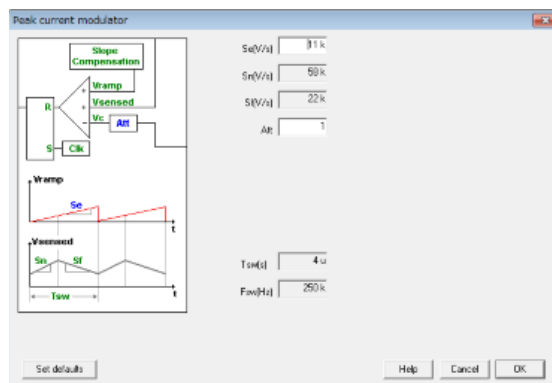 Peak current modulator
Slope
Compensation
Vramp
Vsensed
Vc
Att
R
S
Clk
Vramp
Se
t
Vsensed
Sn
Sf
Tsw
t
Se(V/s) 11 k
Sn(V/s) 58 k
Sf(V/s) 22 k
Att 1
Tsw(s) 4 u
Fsw(Hz) 250 k
Set defaults
Help
Cancel
OK